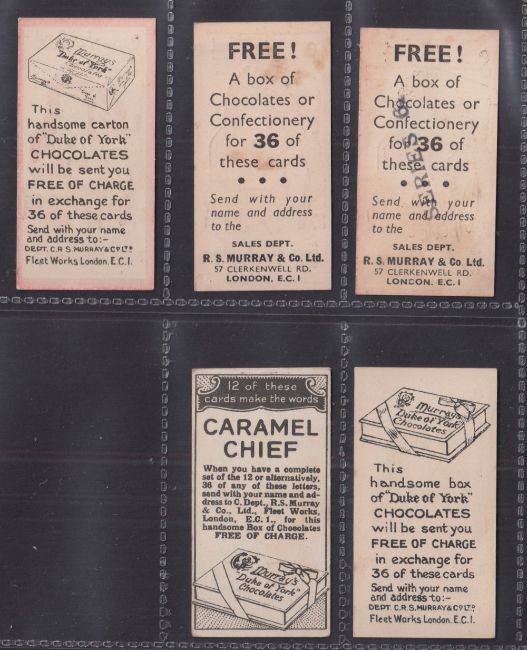 Murray's
"Duke of York"
Chocolates
This
handsome carton
of "Duke of York"
CHOCOLATES
will be sent you
FREE OF CHARGE
in exchange for
36 of these cards
Send with your name
and address to:-
DEPT. C.R.S. MURRAY & CO LTD.
Fleet Works London. E.C.1.
FREE!
A box of
Chocolates or
Confectionery
for 36 of
these cards
• • •
Send with your
name and address
to the
SALES DEPT.
R. S. MURRAY & Co. Ltd.
57 CLERKENWELL RD.
LONDON, E.C. 1
FREE!
A box of
Chocolates or
Confectionery
for 36 of
these cards
• • •
Send with your
name and address
to the
SALES DEPT.
R. S. MURRAY & Co. Ltd.
57 CLERKENWELL RD.
LONDON, E.C. 1
12 of these
cards make the words
CARAMEL
CHIEF
When you have a complete
set of the 12 or alternatively,
36 of any of these letters,
send with your name and ad-
dress to C. Dept., R.S. Murray
& Co., Ltd., Fleet Works,
London, E.C.1., for this
handsome Box of Chocolates
FREE OF CHARGE.
Murray's
"Duke of York"
Chocolates
Murray's
"Duke of York"
Chocolates
This
handsome box
of "Duke of York"
CHOCOLATES
will be sent you
FREE OF CHARGE
in exchange for
36 of these cards
Send with your name
and address to:-
DEPT. C.R.S. MURRAY & CO LTD.
Fleet Works London. E.C.1.